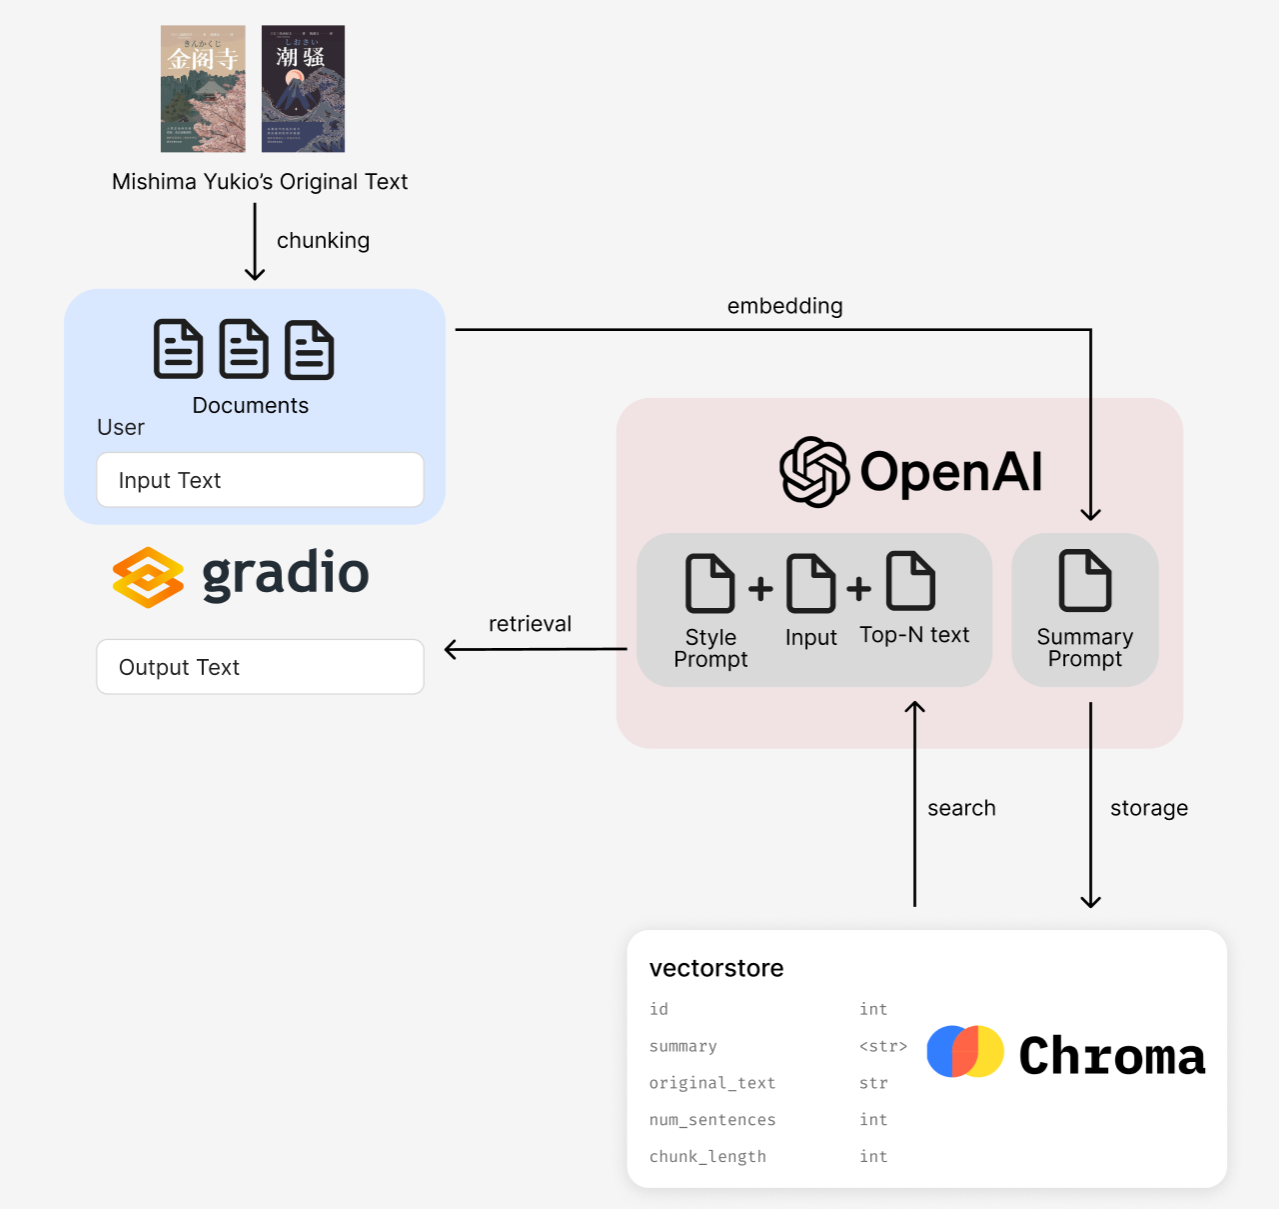 きんかくじ
金阁寺
しおさい
潮骚
Mishima Yukio’s Original Text
chunking
Documents
User
Input Text
gradio
Output Text
embedding
OpenAI
Style
Prompt
+
Input
+
Top-N text
Summary
Prompt
retrieval
search
storage
vectorstore
id int
summary <str>
original_text str
num_sentences int
chunk_length int
Chroma